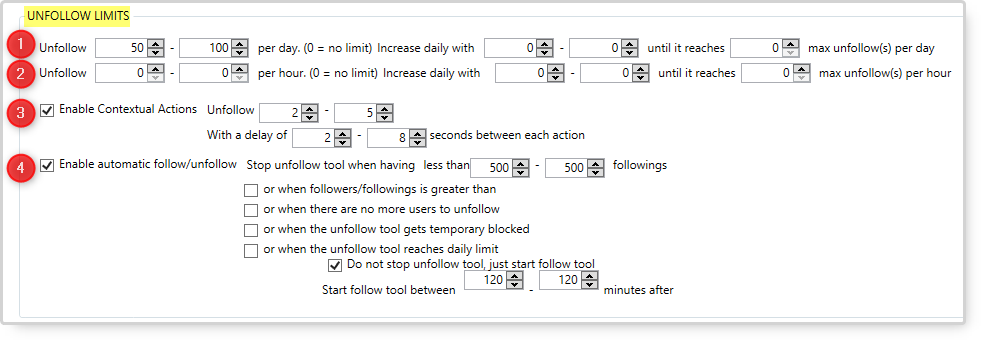 UNFOLLOW LIMITS
1 Unfollow 50 - 100 per day. (0 = no limit) Increase daily with 0 - 0 until it reaches 0 max unfollow(s) per day
2 Unfollow 0 - 0 per hour. (0 = no limit) Increase daily with 0 - 0 until it reaches 0 max unfollow(s) per hour
3 Enable Contextual Actions Unfollow 2 - 5
With a delay of 2 - 8 seconds between each action
4 Enable automatic follow/unfollow Stop unfollow tool when having less than 500 - 500 followings
or when followers/followings is greater than
or when there are no more users to unfollow
or when the unfollow tool gets temporary blocked
or when the unfollow tool reaches daily limit
Do not stop unfollow tool, just start follow tool
Start follow tool between 120 - 120 minutes after